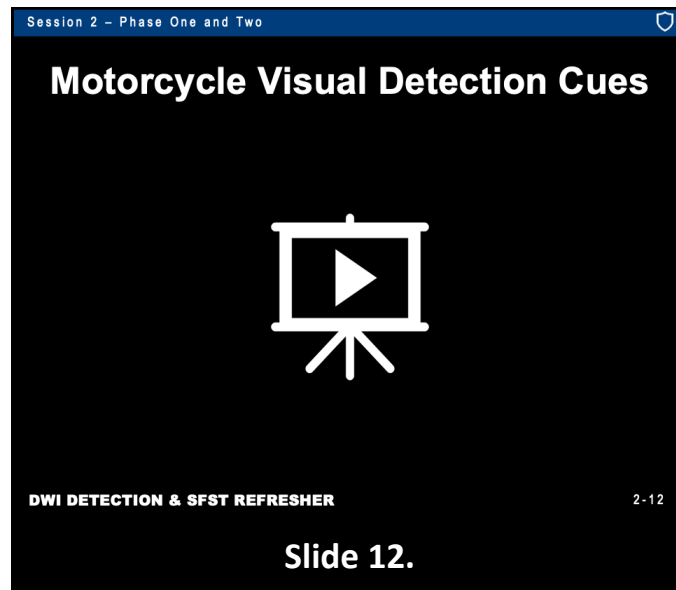 Session 2 – Phase One and Two
Motorcycle Visual Detection Cues
DWI DETECTION & SFST REFRESHER
2-12
Slide 12.